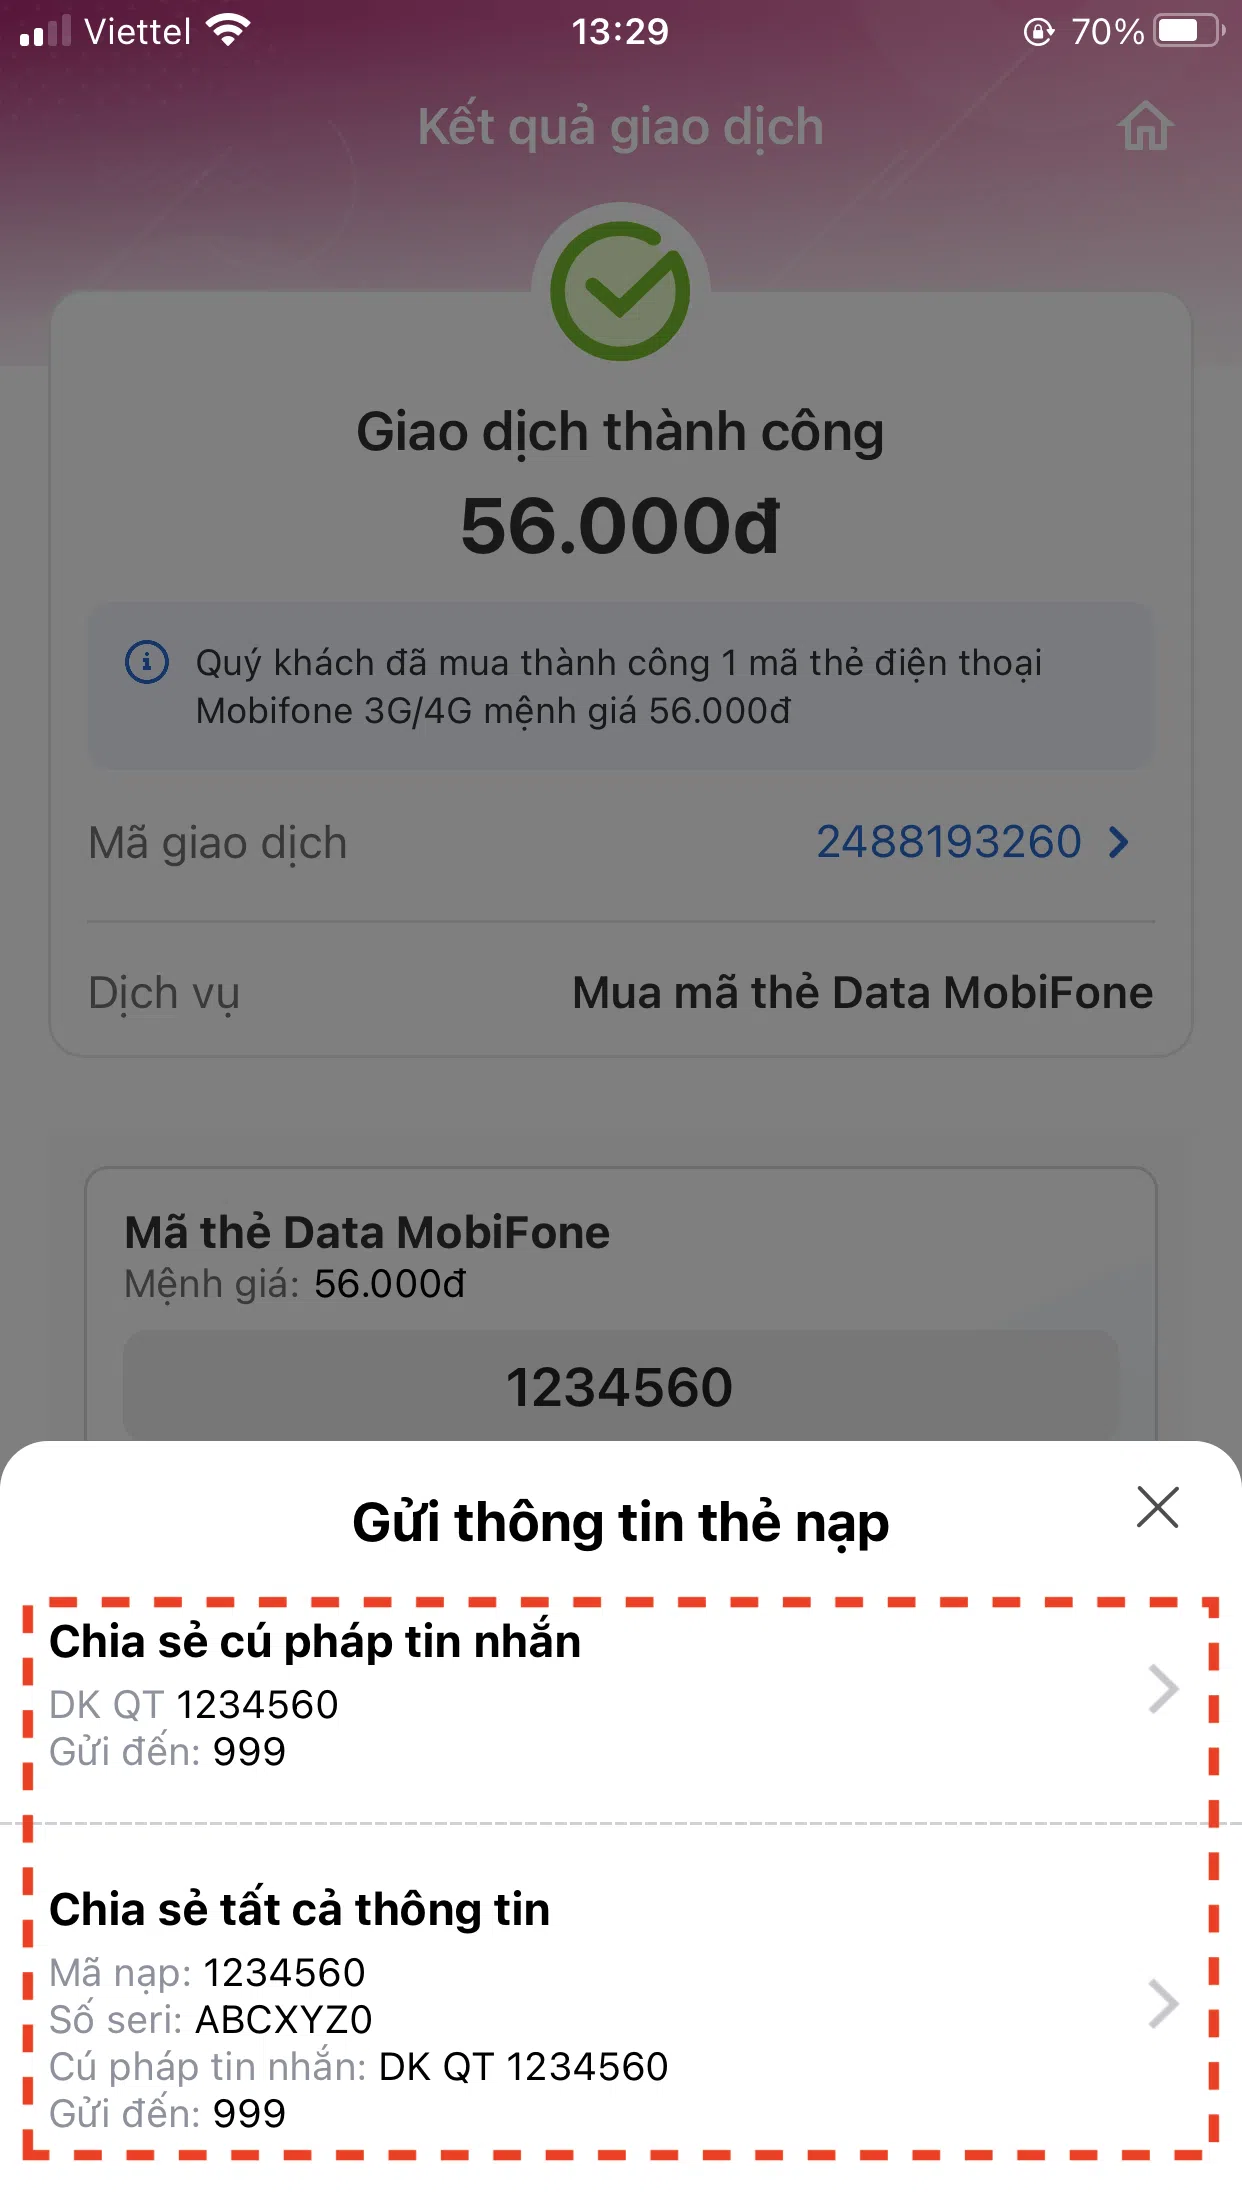 Viettel 13:29 70%
Kết quả giao dịch
Giao dịch thành công
56.000đ
Quý khách đã mua thành công 1 mã thẻ điện thoại
Mobifone 3G/4G mệnh giá 56.000đ
Mã giao dịch 2488193260
Dịch vụ Mua mã thẻ Data MobiFone
Mã thẻ Data MobiFone
Mệnh giá: 56.000đ
1234560
Gửi thông tin thẻ nạp
Chia sẻ cú pháp tin nhắn
DK QT 1234560
Gửi đến: 999
Chia sẻ tất cả thông tin
Mã nạp: 1234560
Số seri: ABCXYZ0
Cú pháp tin nhắn: DK QT 1234560
Gửi đến: 999